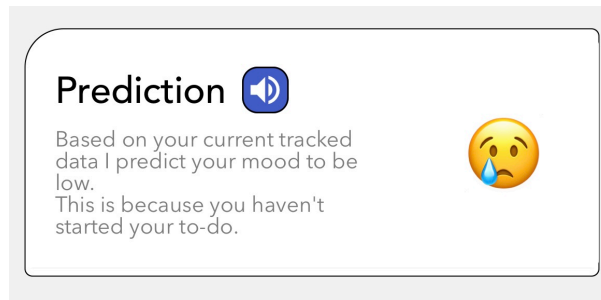 Prediction
Based on your current tracked
data I predict your mood to be
low.
This is because you haven't
started your to-do.